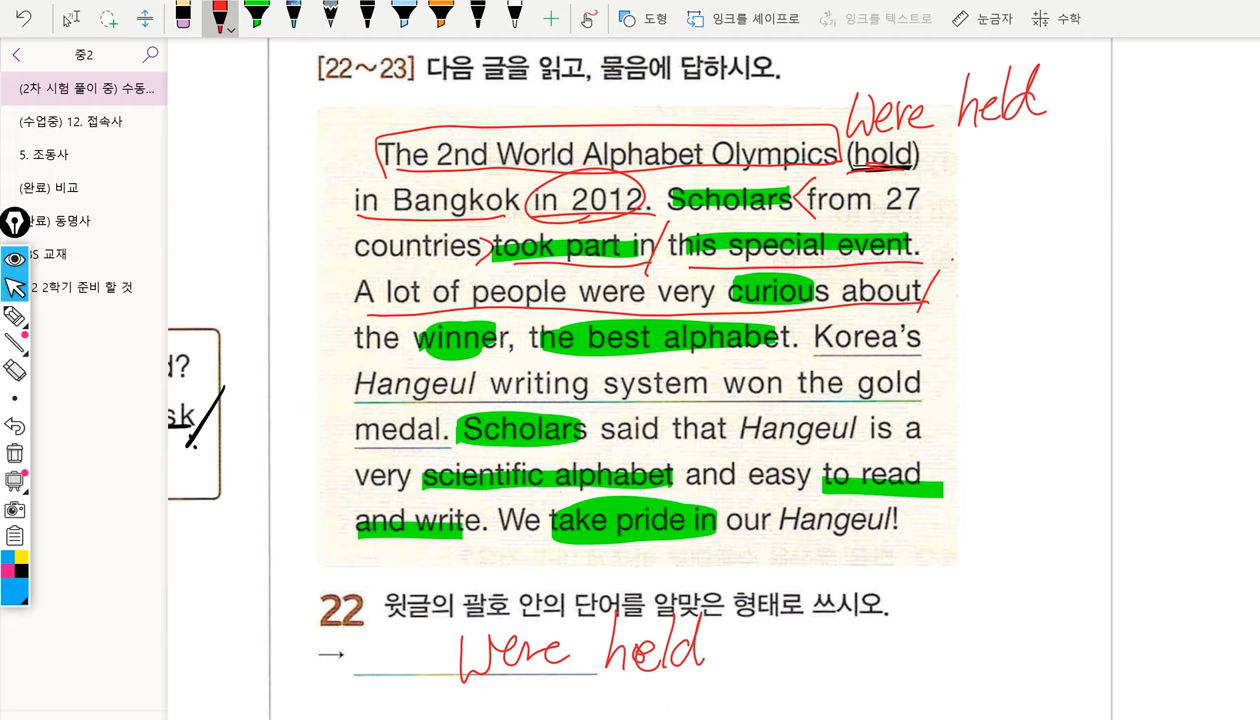 도형
잉크를 셰이프로
잉크를 텍스트로
눈금자
수학
중2
(2차 시험 풀이 중) 수동...
(수업중) 12. 접속사
5. 조동사
(완료) 비교
완료) 동명사
BS 교재
2 2학기 준비 할 것
d?
sk
[22~23] 다음 글을 읽고, 물음에 답하시오.
were held
The 2nd World Alphabet Olympics (hold)
in Bangkok in 2012. Scholars from 27
countries took part in this special event.
A lot of people were very curious about
the winner, the best alphabet. Korea's
Hangeul writing system won the gold
medal. Scholars said that Hangeul is a
very scientific alphabet and easy to read
and write. We take pride in our Hangeul!
22 윗글의 괄호 안의 단어를 알맞은 형태로 쓰시오.
→ were held